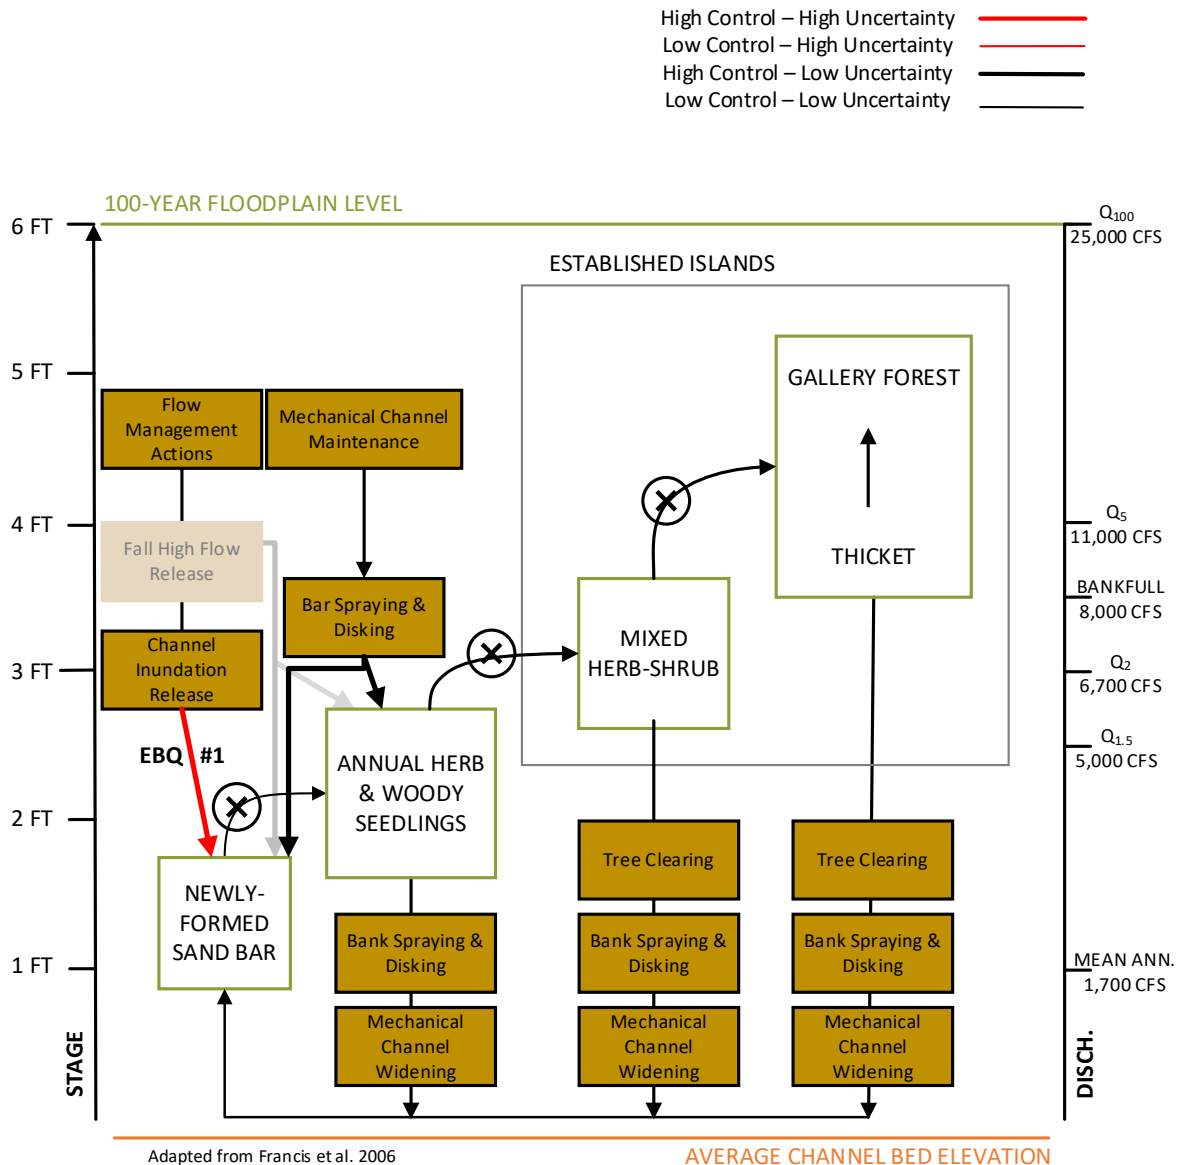 High Control – High Uncertainty
Low Control – High Uncertainty
High Control – Low Uncertainty
Low Control – Low Uncertainty
100-YEAR FLOODPLAIN LEVEL
6 FT
5 FT
4 FT
3 FT
2 FT
1 FT
STAGE
Q100
25,000 CFS
Q5
11,000 CFS
BANKFULL
8,000 CFS
Q2
6,700 CFS
Q1.5
5,000 CFS
MEAN ANN.
1,700 CFS
DISCH.
ESTABLISHED ISLANDS
GALLERY FOREST
THICKET
Flow
Management
Actions
Mechanical Channel
Maintenance
Fall High Flow
Release
Bar Spraying &
Disking
Channel
Inundation
Release
MIXED
HERB-SHRUB
EBQ #1
ANNUAL HERB
& WOODY
SEEDLINGS
NEWLY-
FORMED
SAND BAR
Tree Clearing
Tree Clearing
Bank Spraying &
Disking
Bank Spraying &
Disking
Bank Spraying &
Disking
Mechanical
Channel
Widening
Mechanical
Channel
Widening
Mechanical
Channel
Widening
Adapted from Francis et al. 2006
AVERAGE CHANNEL BED ELEVATION